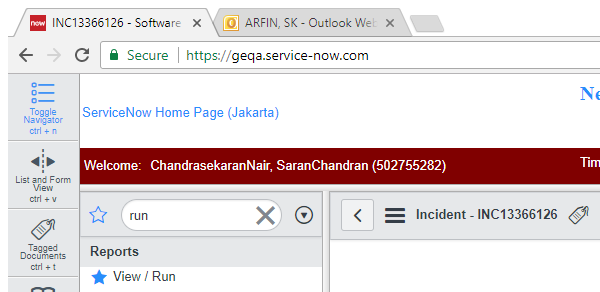 now INC13366126 - Software
ARFIN, SK - Outlook Web
Secure https://geqa.service-now.com
Toggle
Navigator
ctrl + n
Ne
ServiceNow Home Page (Jakarta)
List and Form
View
ctrl + v
Welcome: ChandrasekaranNair, SaranChandran (502755282)
Tim
Tagged
Documents
ctrl + t
run
Incident - INC13366126
Reports
View / Run